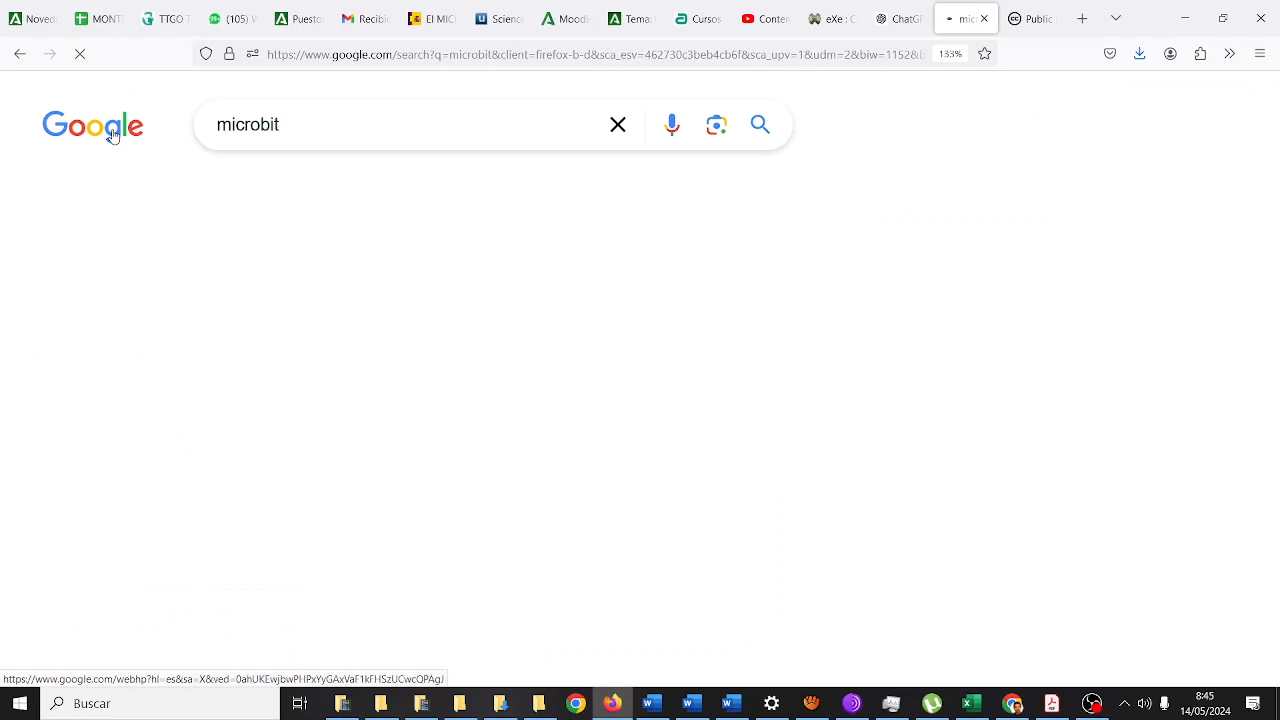 Noved MONT TTGO (105) W Puesto Recibi El MIC Scienc Moodl Tema Cursos Conten eXe : C ChatG mic Public
https://www.google.com/search?q=microbit&client=firefox-b-d&sca_esv=462730c3beb4cb6f&sca_upv=1&udm=2&biw=1152&b 133%
Google microbit
https://www.google.com/webhp?hl=es&sa=X&ved=0ahUKEwjbwPHPxYyGAxVaF1kFHSzUCwcQPAgJ
Buscar 8:45
14/05/2024